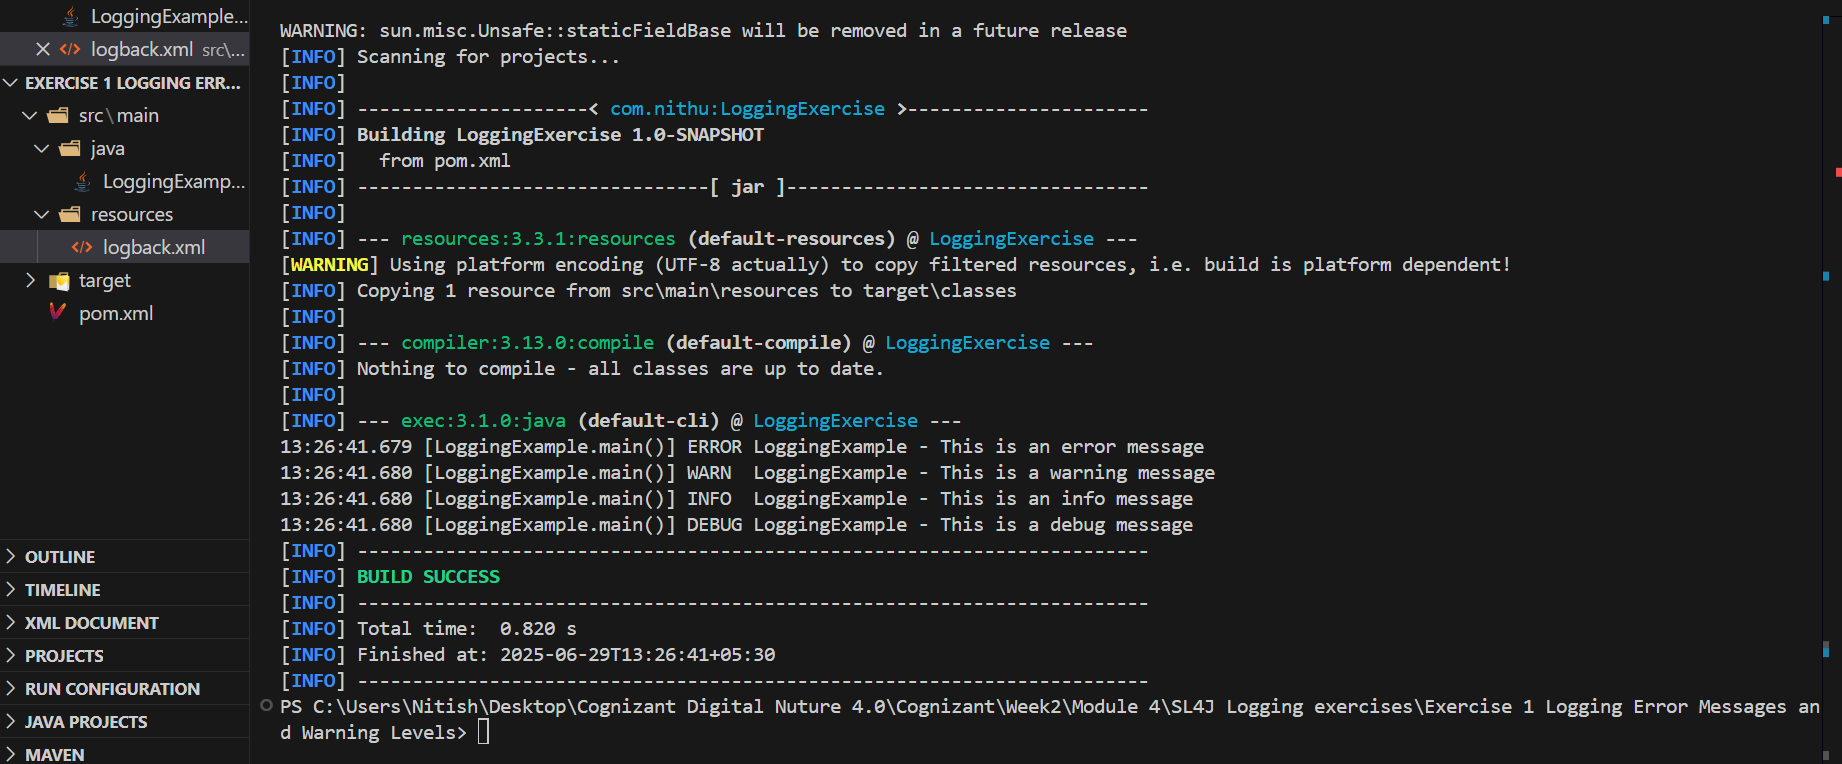 LoggingExample...
logback.xml src\...
EXERCISE 1 LOGGING ERR...
src\main
java
LoggingExamp...
resources
logback.xml
target
pom.xml
OUTLINE
TIMELINE
XML DOCUMENT
PROJECTS
RUN CONFIGURATION
JAVA PROJECTS
MAVEN
WARNING: sun.misc.Unsafe::staticFieldBase will be removed in a future release
[INFO] Scanning for projects...
[INFO]
[INFO] ---------------------< com.nithu:LoggingExercise >----------------------
[INFO] Building LoggingExercise 1.0-SNAPSHOT
[INFO]   from pom.xml
[INFO] --------------------------------[ jar ]---------------------------------
[INFO]
[INFO] --- resources:3.3.1:resources (default-resources) @ LoggingExercise ---
[WARNING] Using platform encoding (UTF-8 actually) to copy filtered resources, i.e. build is platform dependent!
[INFO] Copying 1 resource from src\main\resources to target\classes
[INFO]
[INFO] --- compiler:3.13.0:compile (default-compile) @ LoggingExercise ---
[INFO] Nothing to compile - all classes are up to date.
[INFO]
[INFO] --- exec:3.1.0:java (default-cli) @ LoggingExercise ---
13:26:41.679 [LoggingExample.main()] ERROR LoggingExample - This is an error message
13:26:41.680 [LoggingExample.main()] WARN  LoggingExample - This is a warning message
13:26:41.680 [LoggingExample.main()] INFO  LoggingExample - This is an info message
13:26:41.680 [LoggingExample.main()] DEBUG LoggingExample - This is a debug message
[INFO] ------------------------------------------------------------------------
[INFO] BUILD SUCCESS
[INFO] ------------------------------------------------------------------------
[INFO] Total time:  0.820 s
[INFO] Finished at: 2025-06-29T13:26:41+05:30
[INFO] ------------------------------------------------------------------------
PS C:\Users\Nitish\Desktop\Cognizant Digital Nuture 4.0\Cognizant\Week2\Module 4\SL4J Logging exercises\Exercise 1 Logging Error Messages an
d Warning Levels>